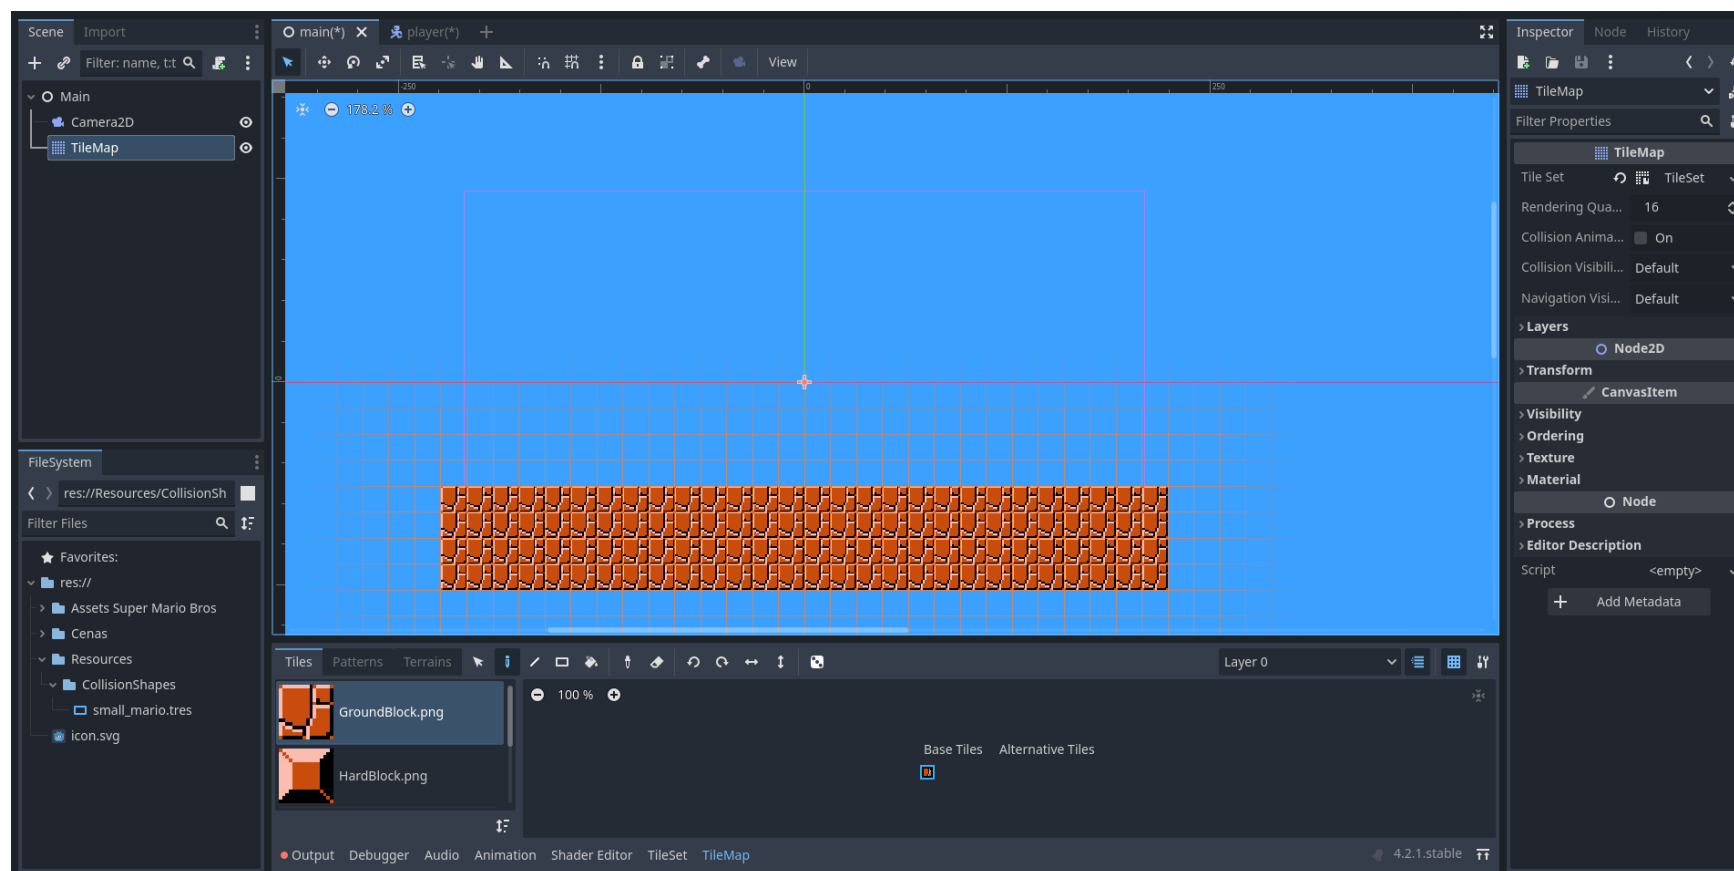 Scene Import
Filter: name, t:t
Main
Camera2D
TileMap
FileSystem
res://Resources/CollisionSh
Filter Files
Favorites:
res://
Assets Super Mario Bros
Cenas
Resources
CollisionShapes
small_mario.tres
icon.svg
main(*) player(*)
View
-250 0 250
178.2 %
0
Tiles Patterns Terrains Layer 0
GroundBlock.png
HardBlock.png
100 %
Base Tiles Alternative Tiles
Output Debugger Audio Animation Shader Editor TileSet TileMap 4.2.1.stable
Inspector Node History
TileMap
Filter Properties
TileMap
Tile Set TileSet
Rendering Qua... 16
Collision Anima... On
Collision Visibili... Default
Navigation Visi... Default
Layers
Node2D
Transform
CanvasItem
Visibility
Ordering
Texture
Material
Node
Process
Editor Description
Script <empty>
Add Metadata